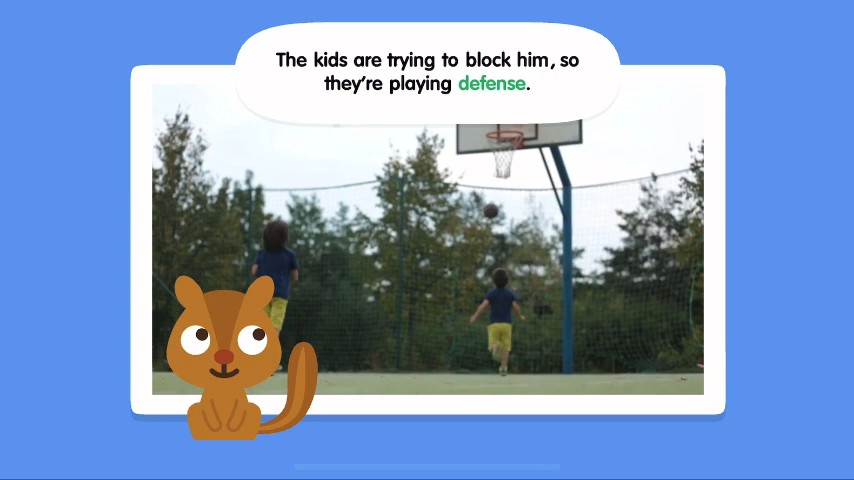 The kids are trying to block him, so
they're playing defense.